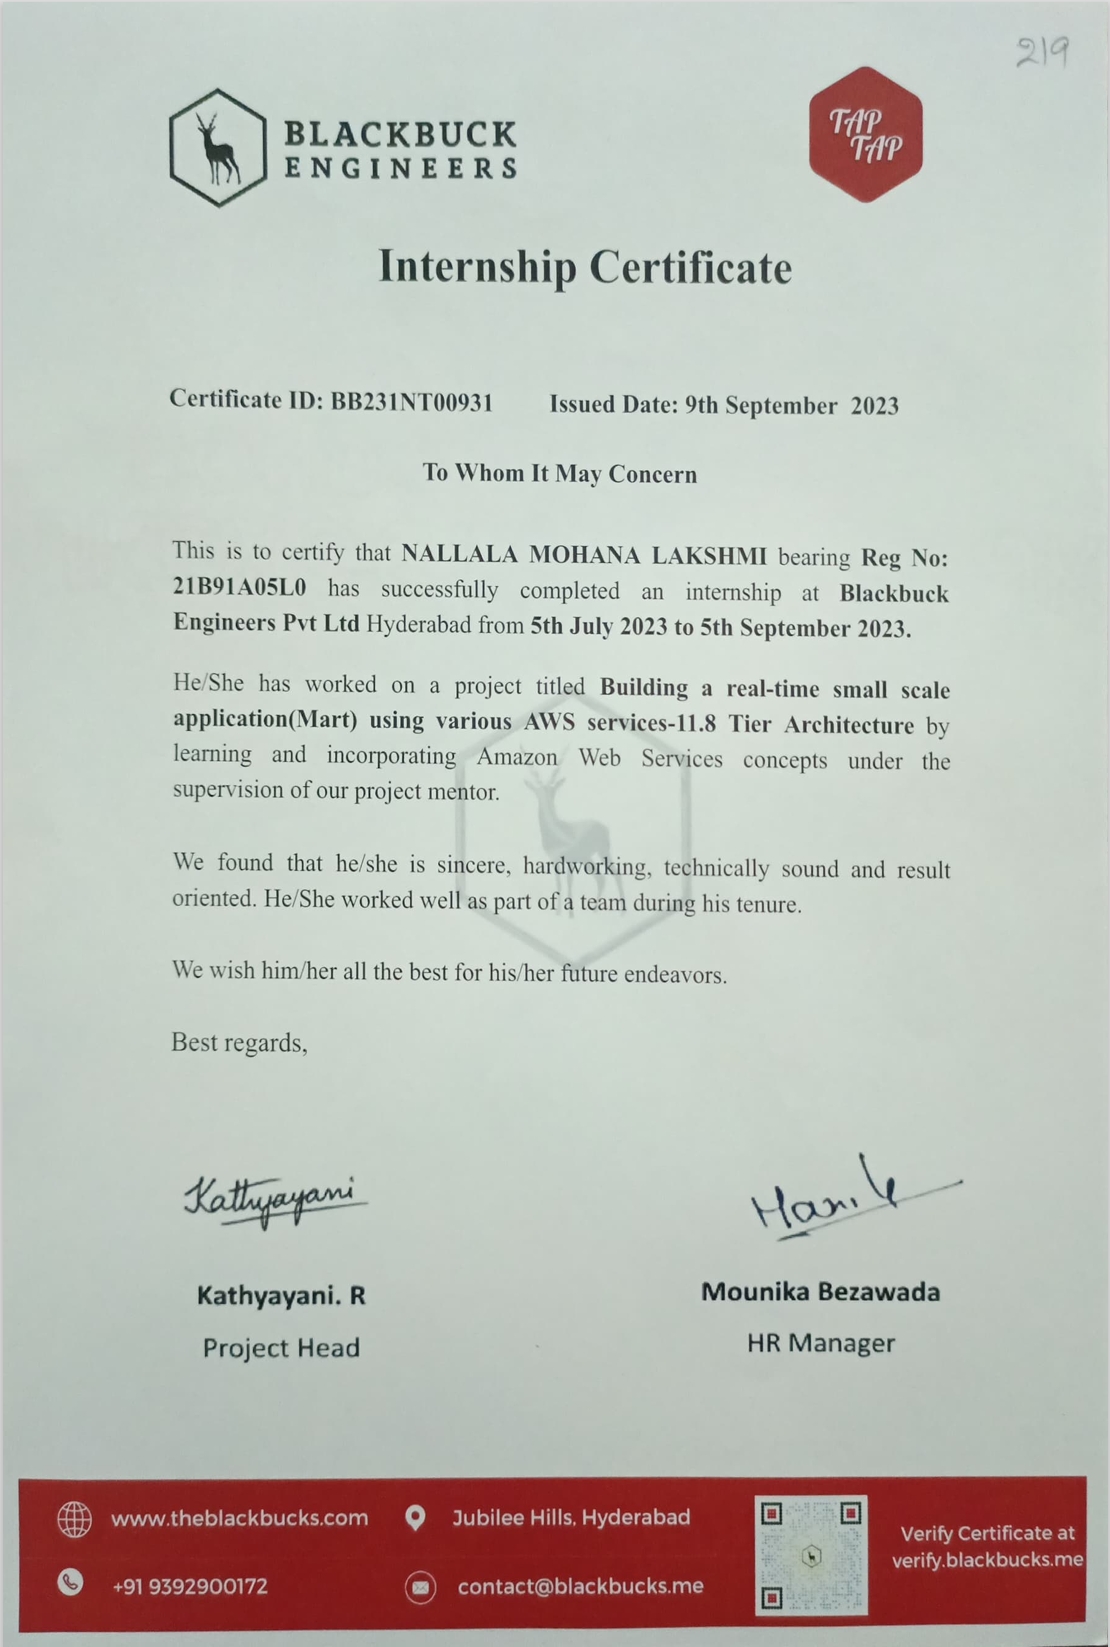 219
BLACKBUCK
ENGINEERS
TAP
TAP
Internship Certificate
Certificate ID: BB231NT00931 Issued Date: 9th September 2023
To Whom It May Concern
This is to certify that NALLALA MOHANA LAKSHMI bearing Reg No:
21B91A05L0 has successfully completed an internship at Blackbuck
Engineers Pvt Ltd Hyderabad from 5th July 2023 to 5th September 2023.
He/She has worked on a project titled Building a real-time small scale
application(Mart) using various AWS services-11.8 Tier Architecture by
learning and incorporating Amazon Web Services concepts under the
supervision of our project mentor.
We found that he/she is sincere, hardworking, technically sound and result
oriented. He/She worked well as part of a team during his tenure.
We wish him/her all the best for his/her future endeavors.
Best regards,
Kathyayani
Kathyayani. R
Mounika Bezawada
Project Head
HR Manager
www.theblackbucks.com
Jubilee Hills, Hyderabad
+91 9392900172
contact@blackbucks.me
Verify Certificate at
verify.blackbucks.me